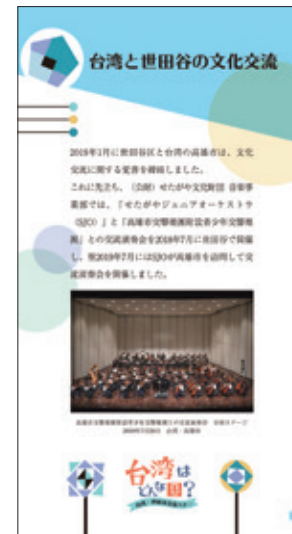 台湾と世田谷の文化交流
2019年1月に世田谷区と台湾の高雄市は、文化
交流に関する覚書を締結しました。
これに先立ち、(公財)せたがや文化財団 音楽事
業部では、「せたがやジュニアオーケストラ
(SJO)」と「高雄市交響楽団附設青少年交響楽
団」との交流演奏会を2018年7月に世田谷で開催
し、翌2019年7月にはSJOが高雄市を訪問して交
流演奏会を開催しました。
台湾は
どんな国?